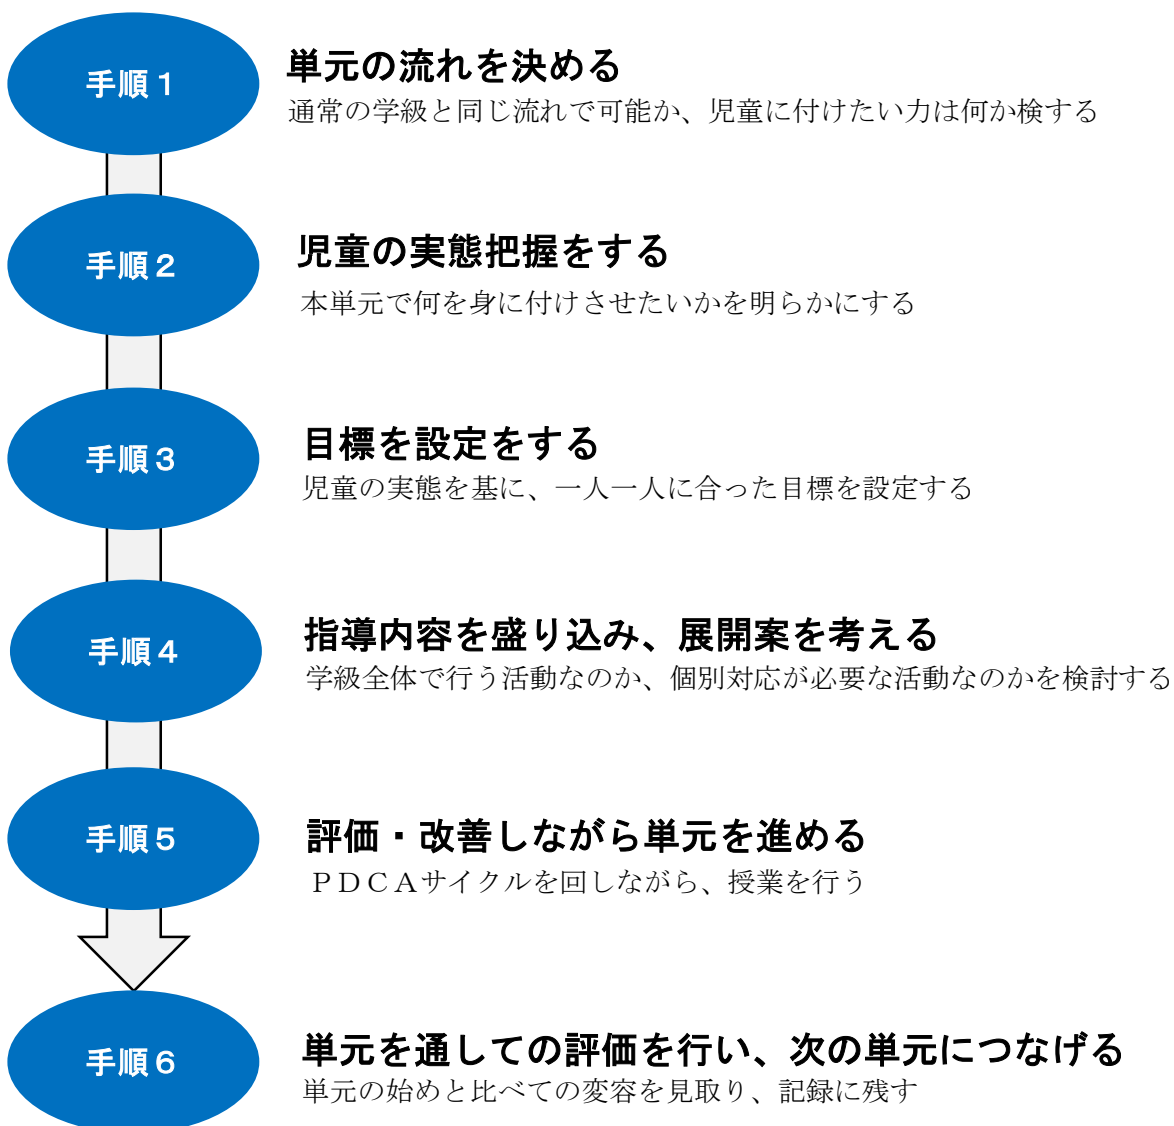 手順１
単元の流れを決める
通常の学級と同じ流れで可能か、児童に付けたい力は何か検する
手順２
児童の実態把握をする
本単元で何を身に付けさせたいかを明らかにする
手順３
目標を設定をする
児童の実態を基に、一人一人に合った目標を設定する
手順４
指導内容を盛り込み、展開案を考える
学級全体で行う活動なのか、個別対応が必要な活動なのかを検討する
手順５
評価・改善しながら単元を進める
ＰＤＣＡサイクルを回しながら、授業を行う
手順６
単元を通しての評価を行い、次の単元につなげる
単元の始めと比べての変容を見取り、記録に残す